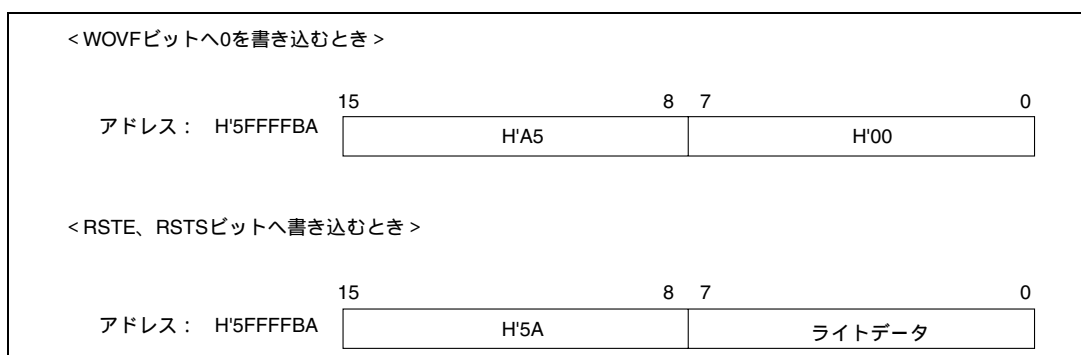 <WOVFビットへ0を書き込むとき>
15 8 7 0
アドレス： H'5FFFFBA H'A5 H'00
<RSTE、RSTSビットへ書き込むとき>
15 8 7 0
アドレス： H'5FFFFBA H'5A ライトデータ